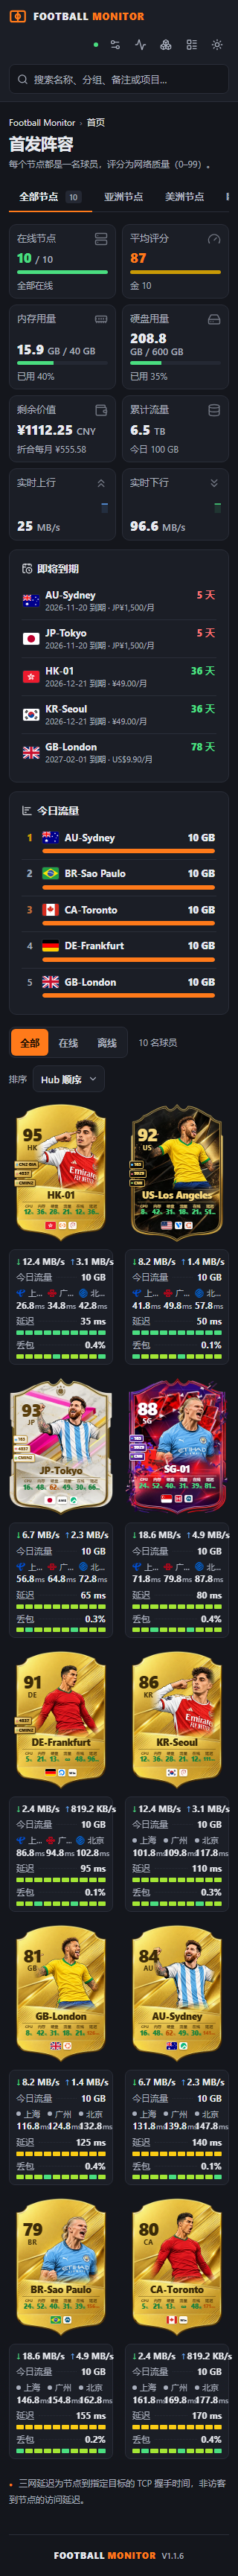 FOOTBALL MONITOR
搜索名称、分组、备注或项目...
Football Monitor › 首页
首发阵容
每个节点都是一名球员，评分为网络质量（0–99）。
全部节点 10 亚洲节点 美洲节点
在线节点
10 / 10
全部在线
平均评分
87
金 10
内存用量
15.9 GB / 40 GB
已用 40%
硬盘用量
208.8
GB / 600 GB
已用 35%
剩余价值
¥1112.25 CNY
折合每月 ¥555.58
累计流量
6.5 TB
今日 100 GB
实时上行
25 MB/s
实时下行
96.6 MB/s
即将到期
AU-Sydney 5 天
2026-11-20 到期 · JP¥1,500/月
JP-Tokyo 5 天
2026-11-20 到期 · JP¥1,500/月
HK-01 36 天
2026-12-21 到期 · ¥49.00/月
KR-Seoul 36 天
2026-12-21 到期 · ¥49.00/月
GB-London 78 天
2027-02-01 到期 · US$9.90/月
今日流量
1 AU-Sydney 10 GB
2 BR-Sao Paulo 10 GB
3 CA-Toronto 10 GB
4 DE-Frankfurt 10 GB
5 GB-London 10 GB
全部 在线 离线 10 名球员
排序 Hub 顺序
95
HK
HK-01
↓12.4 MB/s ↑3.1 MB/s
今日流量 10 GB
上... 广... 北...
26.8ms 34.8ms 42.8ms
延迟 35 ms
丢包 0.4%
92
US
US-Los Angeles
↓8.2 MB/s ↑1.4 MB/s
今日流量 10 GB
上... 广... 北...
41.8ms 49.8ms 57.8ms
延迟 50 ms
丢包 0.1%
93
JP
JP-Tokyo
↓6.7 MB/s ↑2.3 MB/s
今日流量 10 GB
上... 广... 北...
56.8ms 64.8ms 72.8ms
延迟 65 ms
丢包 0.3%
88
SG
SG-01
↓18.6 MB/s ↑4.9 MB/s
今日流量 10 GB
上... 广... 北...
71.8ms 79.8ms 87.8ms
延迟 80 ms
丢包 0.4%
91
DE
DE-Frankfurt
↓2.4 MB/s ↑819.2 KB/s
今日流量 10 GB
上... 广... 北京
86.8ms 94.8ms 102.8ms
延迟 95 ms
丢包 0.1%
86
KR
KR-Seoul
↓12.4 MB/s ↑3.1 MB/s
今日流量 10 GB
上海 广州 北京
101.8ms 109.8ms 117.8ms
延迟 110 ms
丢包 0.3%
81
GB
GB-London
↓8.2 MB/s ↑1.4 MB/s
今日流量 10 GB
上海 广州 北京
116.8ms 124.8ms 132.8ms
延迟 125 ms
丢包 0.4%
84
AU
AU-Sydney
↓6.7 MB/s ↑2.3 MB/s
今日流量 10 GB
上海 广州 北京
131.8ms 139.8ms 147.8ms
延迟 140 ms
丢包 0.1%
79
BR
BR-Sao Paulo
↓18.6 MB/s ↑4.9 MB/s
今日流量 10 GB
上海 广州 北京
146.8ms 154.8ms 162.8ms
延迟 155 ms
丢包 0.2%
80
CA
CA-Toronto
↓2.4 MB/s ↑819.2 KB/s
今日流量 10 GB
上海 广州 北京
161.8ms 169.8ms 177.8ms
延迟 170 ms
丢包 0.4%
三网延迟为节点到指定目标的 TCP 握手时间，非访客
到节点的访问延迟。
FOOTBALL MONITOR V1.1.6